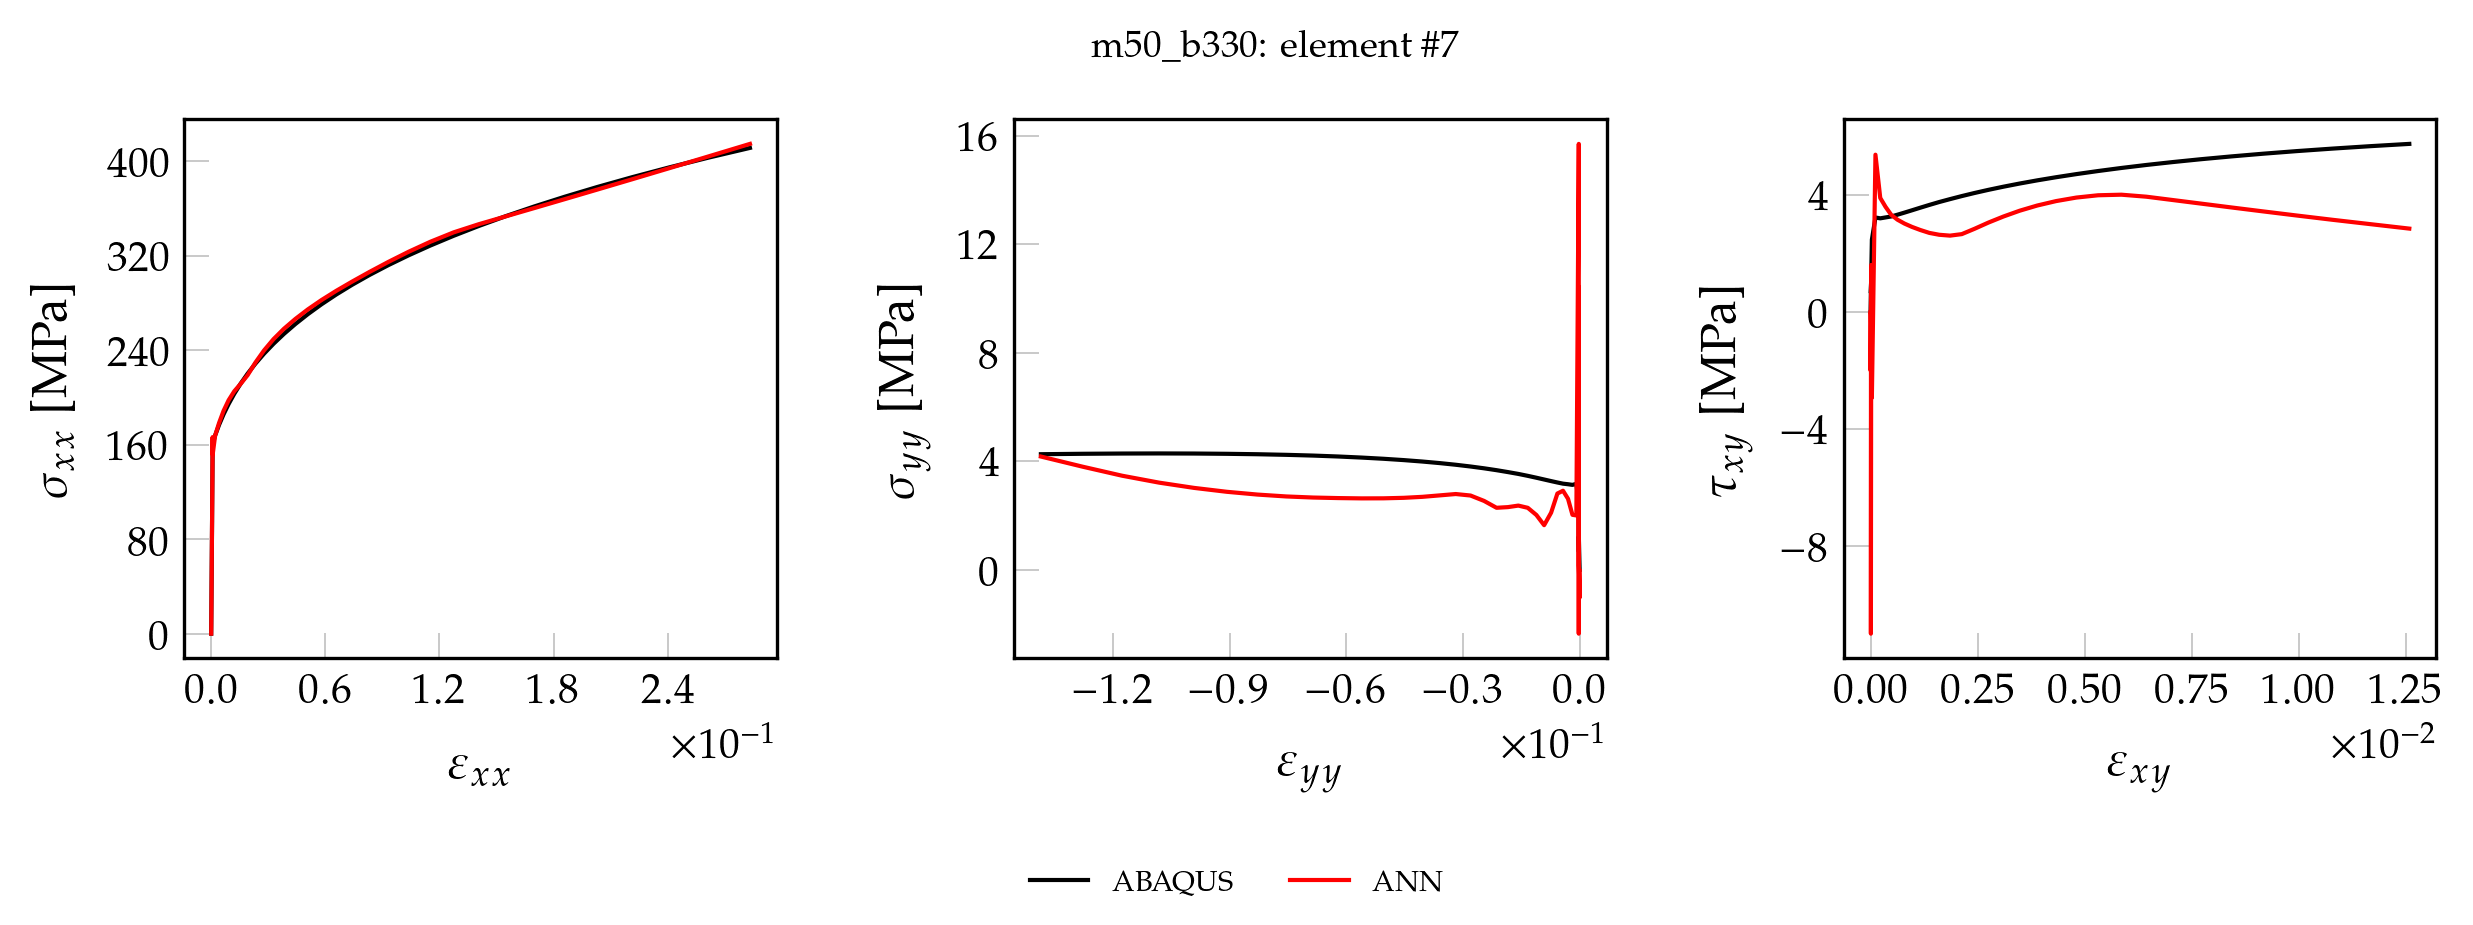 m50_b330: element #7
400
320
240
160
80
0
σxx [MPa]
0.0 0.6 1.2 1.8 2.4
×10⁻¹
εxx
16
12
8
4
0
σyy [MPa]
−1.2 −0.9 −0.6 −0.3 0.0
×10⁻¹
εyy
4
0
−4
−8
τxy [MPa]
0.00 0.25 0.50 0.75 1.00 1.25
×10⁻²
εxy
ABAQUS ANN